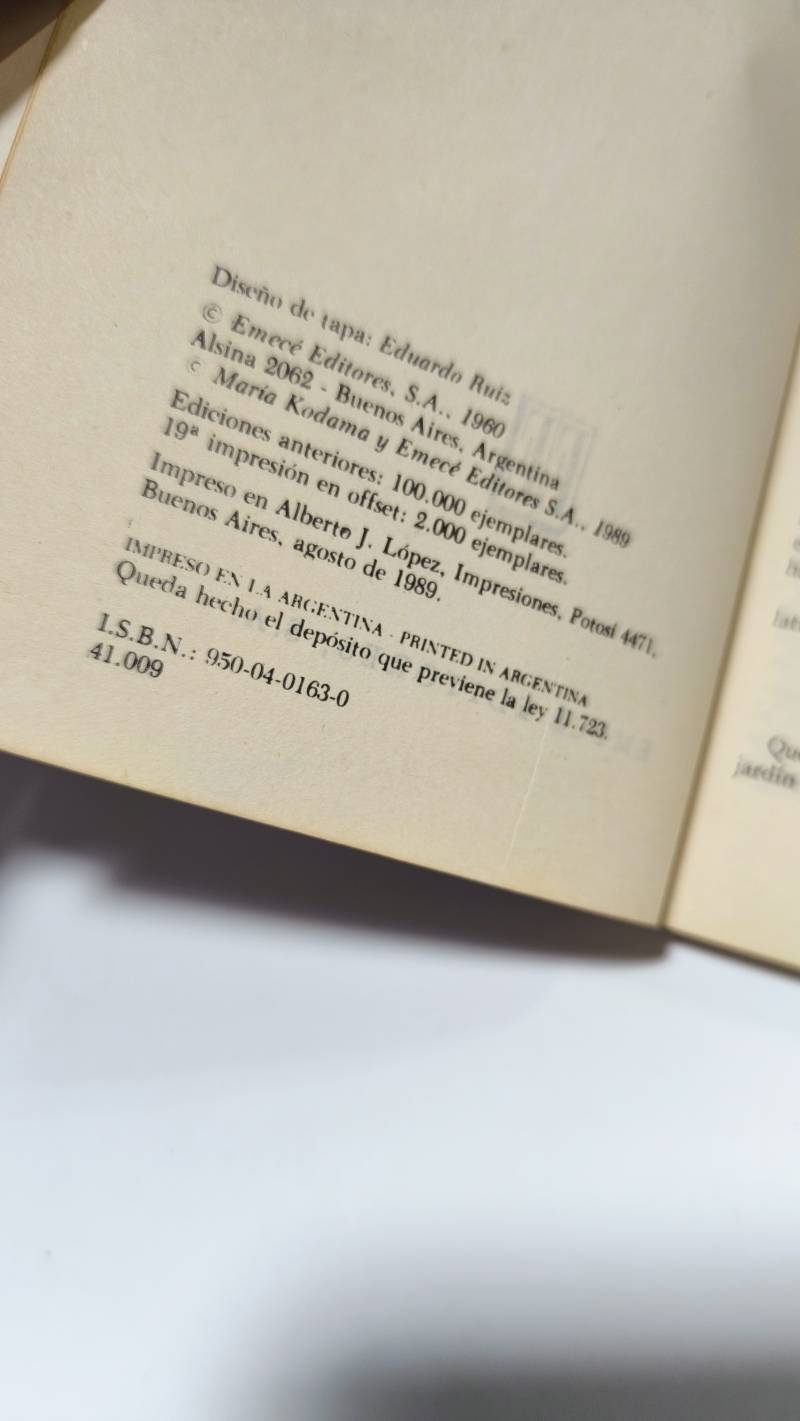 Diseño de tapa: Eduardo Ruiz
© Emecé Editores, S.A., 1960
Alsina 2062 - Buenos Aires, Argentina
© María Kodama y Emecé Editores S.A., 1989
Ediciones anteriores: 100.000 ejemplares.
19ª impresión en offset: 2.000 ejemplares.
Impreso en Alberto J. López, Impresiones, Potosí 4471,
Buenos Aires, agosto de 1989.
IMPRESO EN LA ARGENTINA - PRINTED IN ARGENTINA
Queda hecho el depósito que previene la ley 11.723.
I.S.B.N.: 950-04-0163-0
41.009
jardín